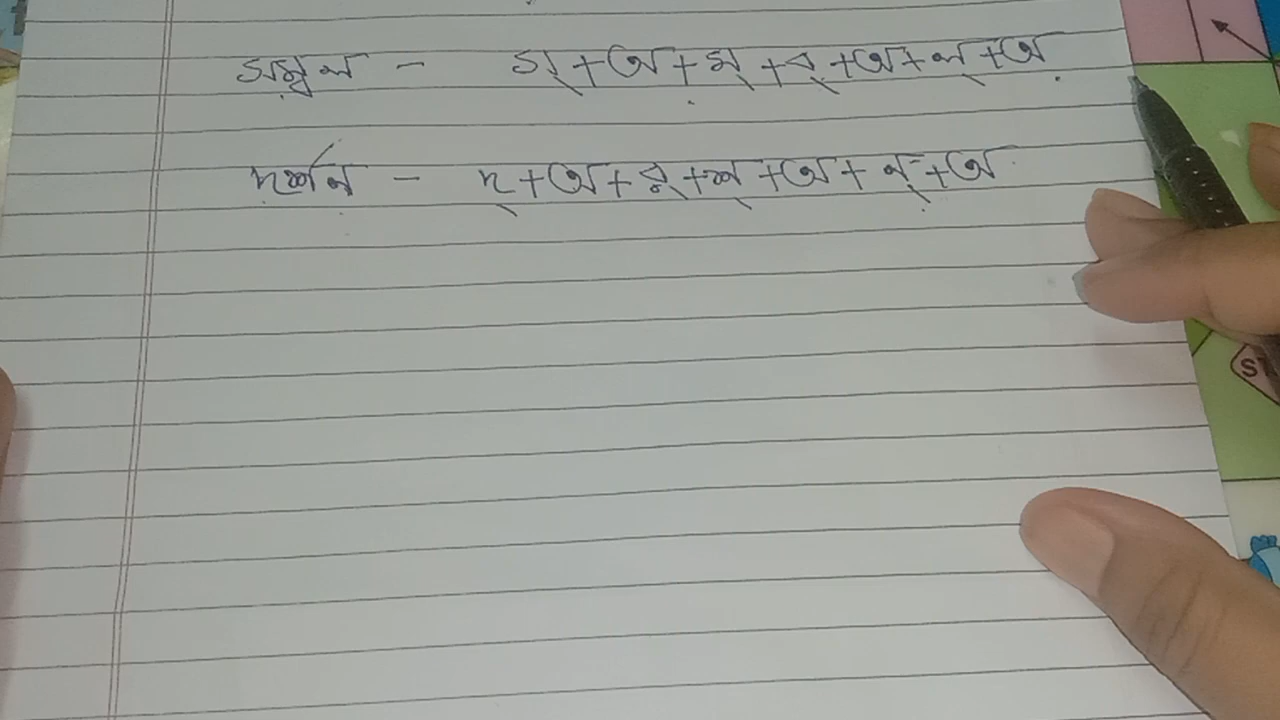 সম্বল - স্ + অ + ম্ + ব্ + অ + ল্ + অ
দর্শন - দ্ + অ + র্ + শ্ + অ + ন্ + অ